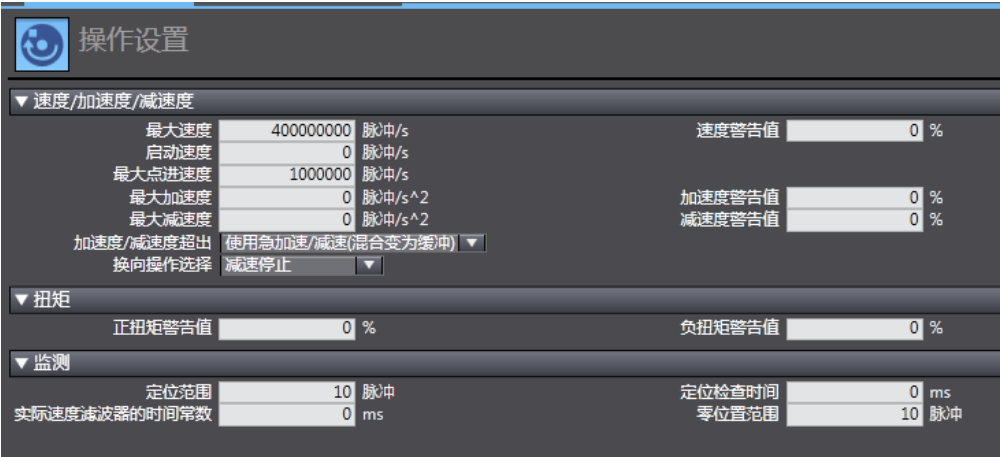 操作设置
速度/加速度/减速度
最大速度 400000000 脉冲/s 速度警告值 0 %
启动速度 0 脉冲/s
最大点进速度 1000000 脉冲/s
最大加速度 0 脉冲/s^2 加速度警告值 0 %
最大减速度 0 脉冲/s^2 减速度警告值 0 %
加速度/减速度超出 使用急加速/减速(混合变为缓冲)
换向操作选择 减速停止
扭矩
正扭矩警告值 0 % 负扭矩警告值 0 %
监测
定位范围 10 脉冲 定位检查时间 0 ms
实际速度滤波器的时间常数 0 ms 零位置范围 10 脉冲